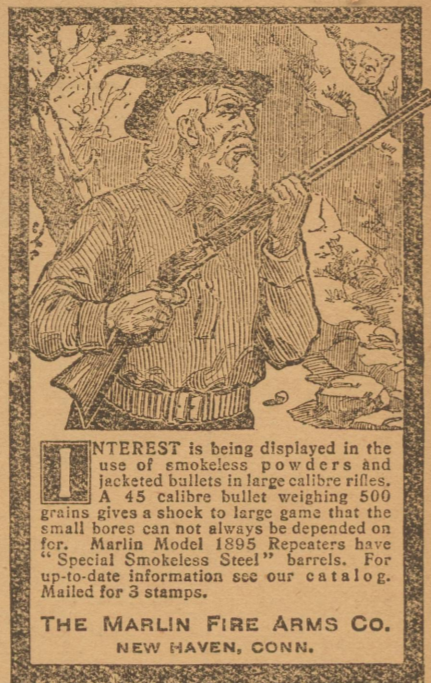 INTEREST is being displayed in the
use of smokeless powders and
jacketed bullets in large calibre rifles.
A 45 calibre bullet weighing 500
grains gives a shock to large game that the
small bores can not always be depended on
for. Marlin Model 1895 Repeaters have
"Special Smokeless Steel" barrels. For
up-to-date information see our catalog.
Mailed for 3 stamps.
THE MARLIN FIRE ARMS CO.
NEW HAVEN, CONN.